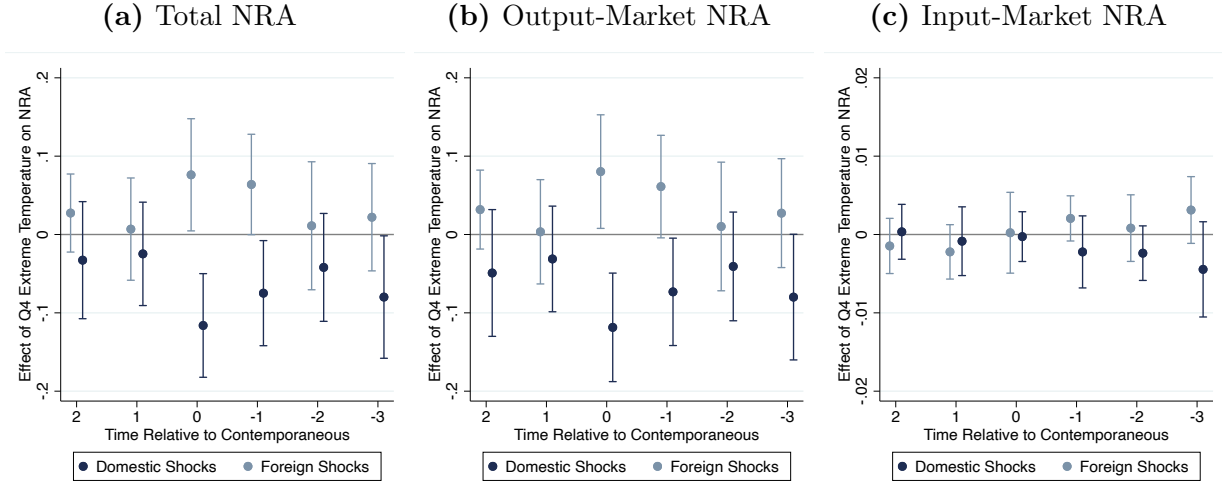 (a) Total NRA
(b) Output-Market NRA
(c) Input-Market NRA
Effect of Q4 Extreme Temperature on NRA
.2
.1
0
-.1
-.2
2 1 0 -1 -2 -3
Time Relative to Contemporaneous
Domestic Shocks Foreign Shocks
Effect of Q4 Extreme Temperature on NRA
.2
.1
0
-.1
-.2
2 1 0 -1 -2 -3
Time Relative to Contemporaneous
Domestic Shocks Foreign Shocks
Effect of Q4 Extreme Temperature on NRA
.02
.01
0
-.01
-.02
2 1 0 -1 -2 -3
Time Relative to Contemporaneous
Domestic Shocks Foreign Shocks